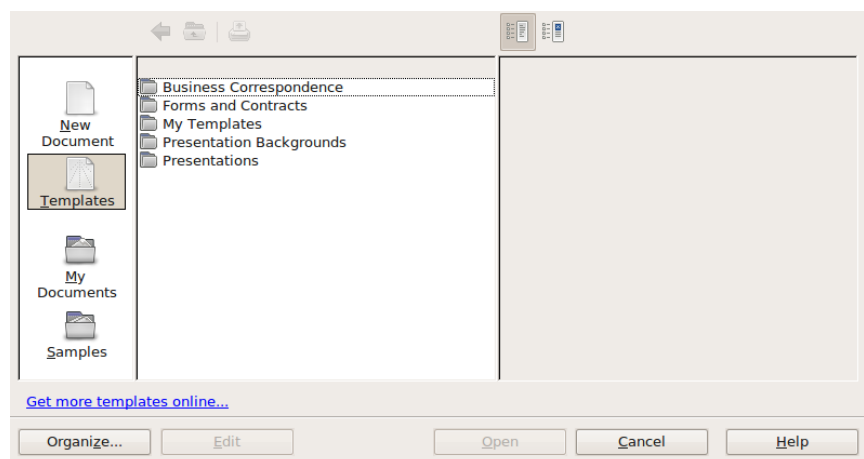 New
Document
Templates
My
Documents
Samples
Business Correspondence
Forms and Contracts
My Templates
Presentation Backgrounds
Presentations
Get more templates online...
Organize...
Edit
Open
Cancel
Help